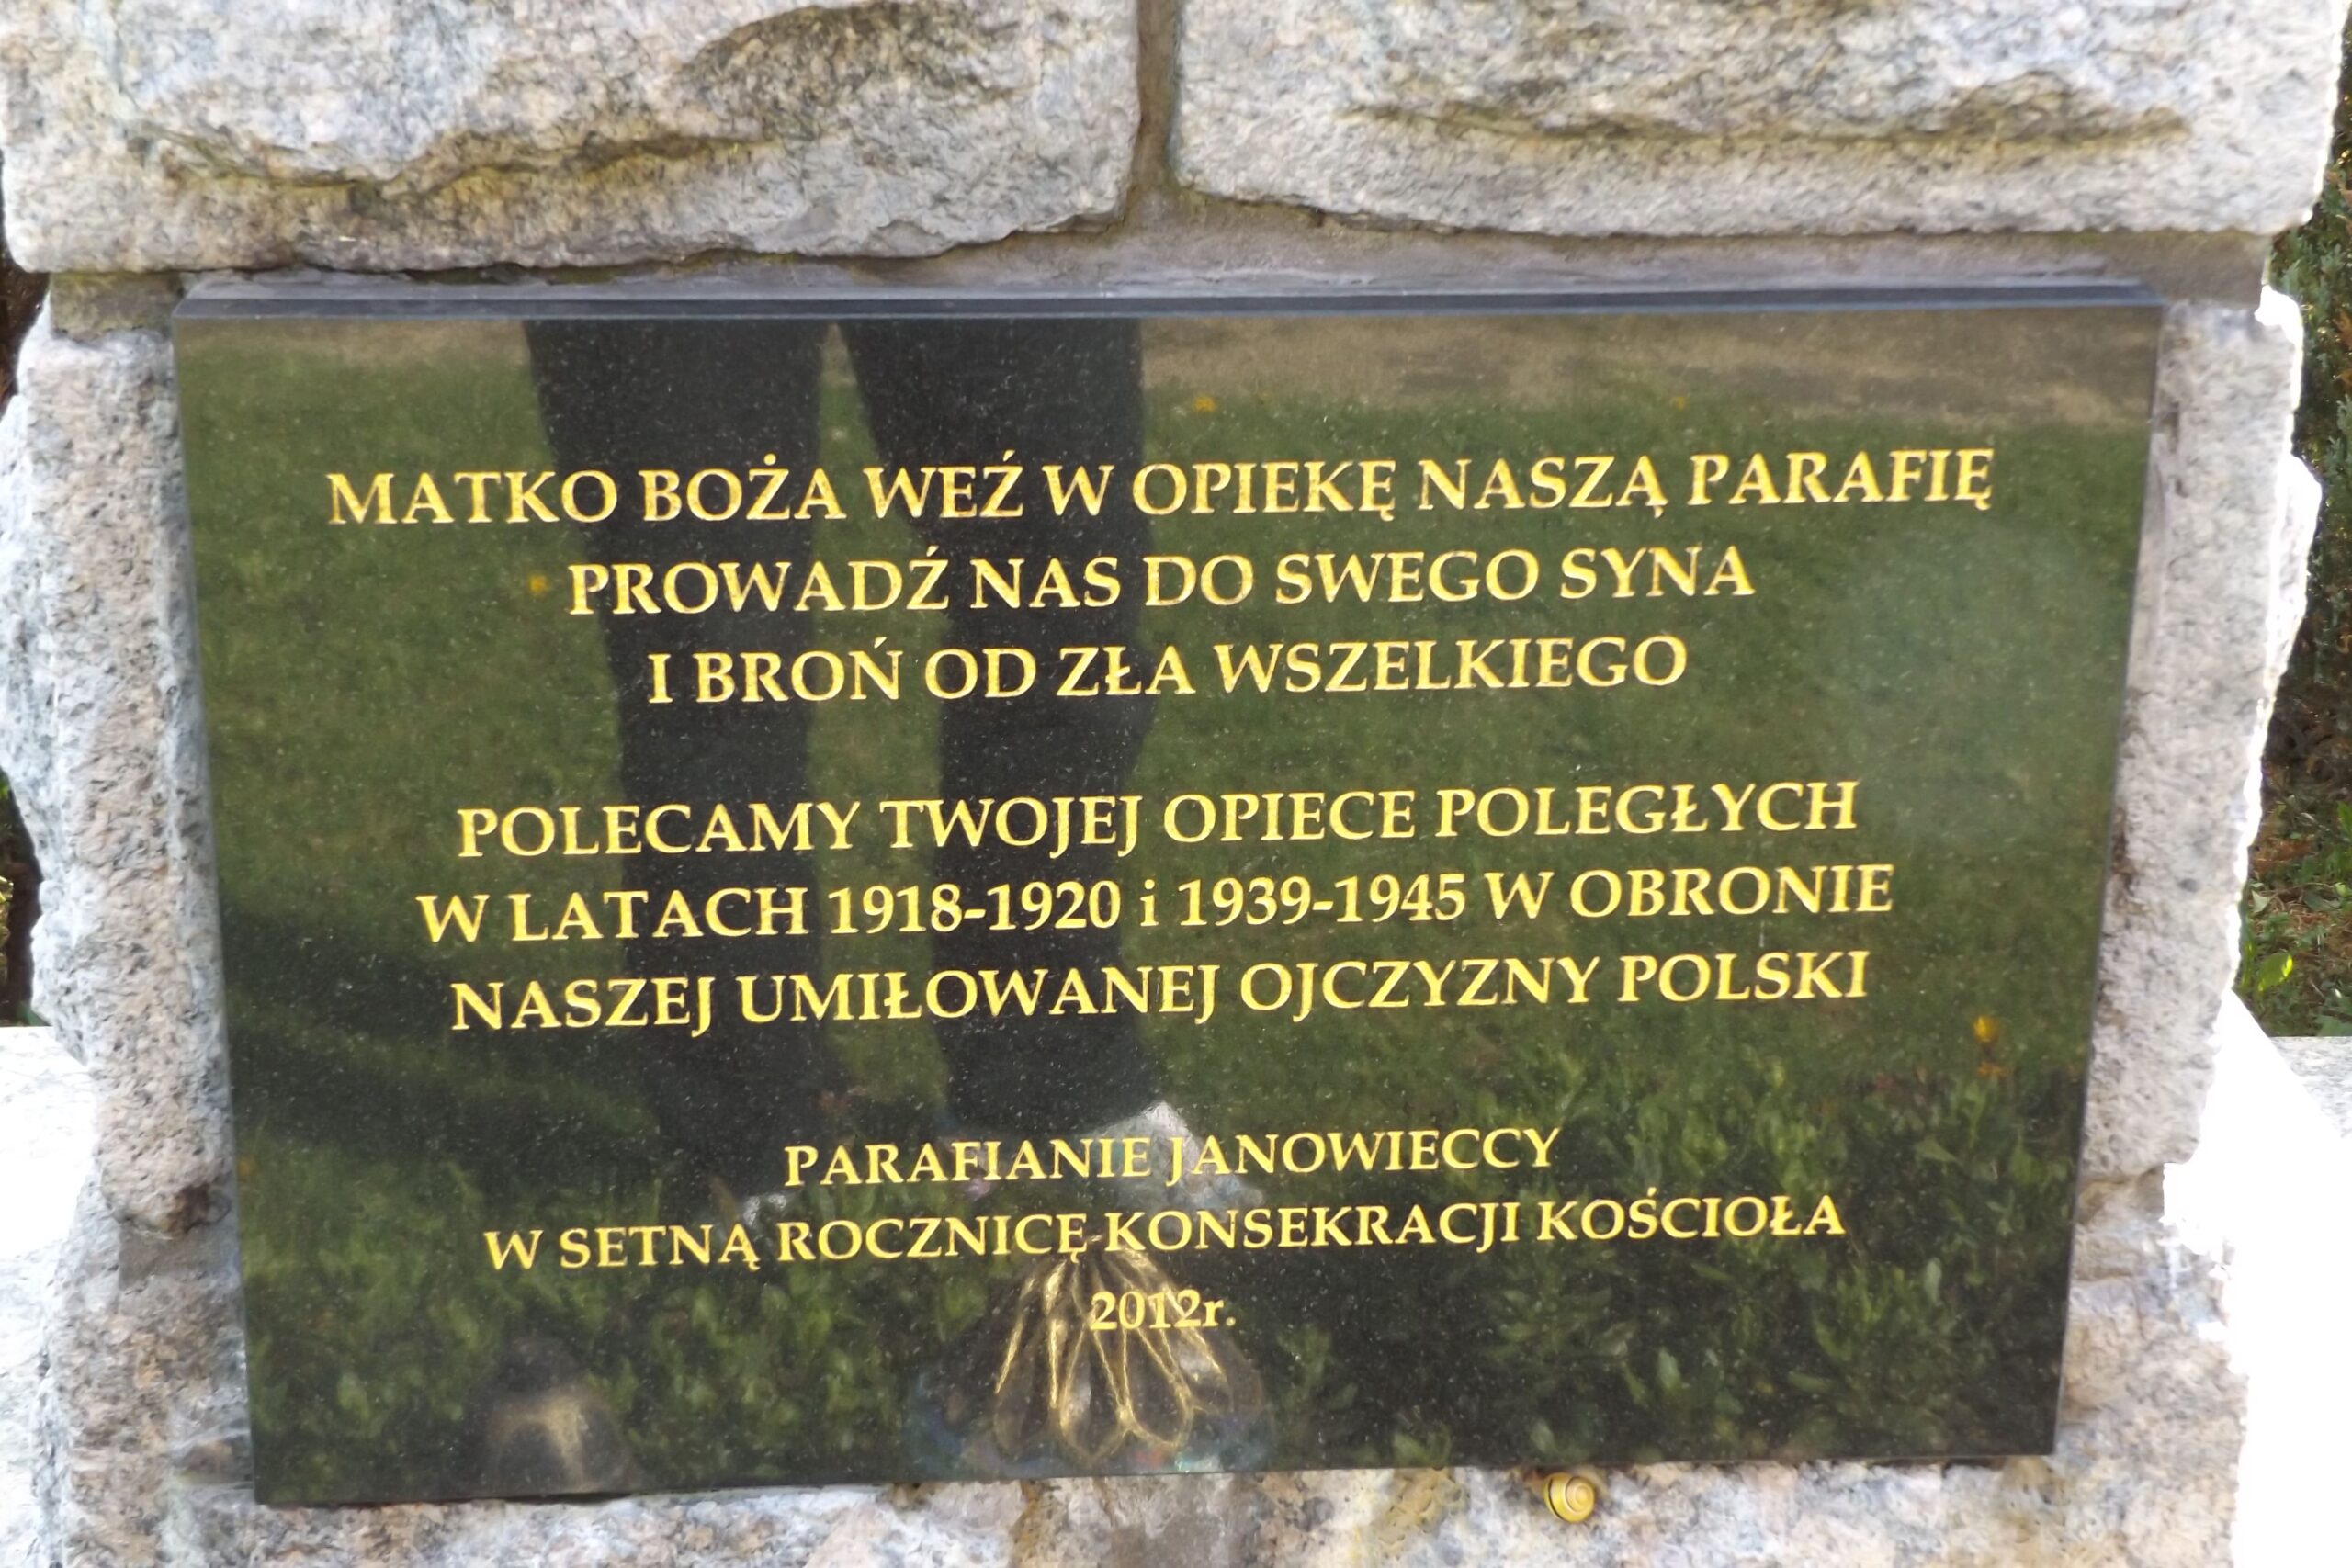 MATKO BOŻA WEŹ W OPIEKĘ NASZĄ PARAFIĘ
PROWADŹ NAS DO SWEGO SYNA
I BROŃ OD ZŁA WSZELKIEGO
POLECAMY TWOJEJ OPIECE POLEGŁYCH
W LATACH 1918-1920 i 1939-1945 W OBRONIE
NASZEJ UMIŁOWANEJ OJCZYZNY POLSKI
PARAFIANIE JANOWIECCY
W SETNĄ ROCZNICĘ KONSEKRACJI KOŚCIOŁA
2012r.